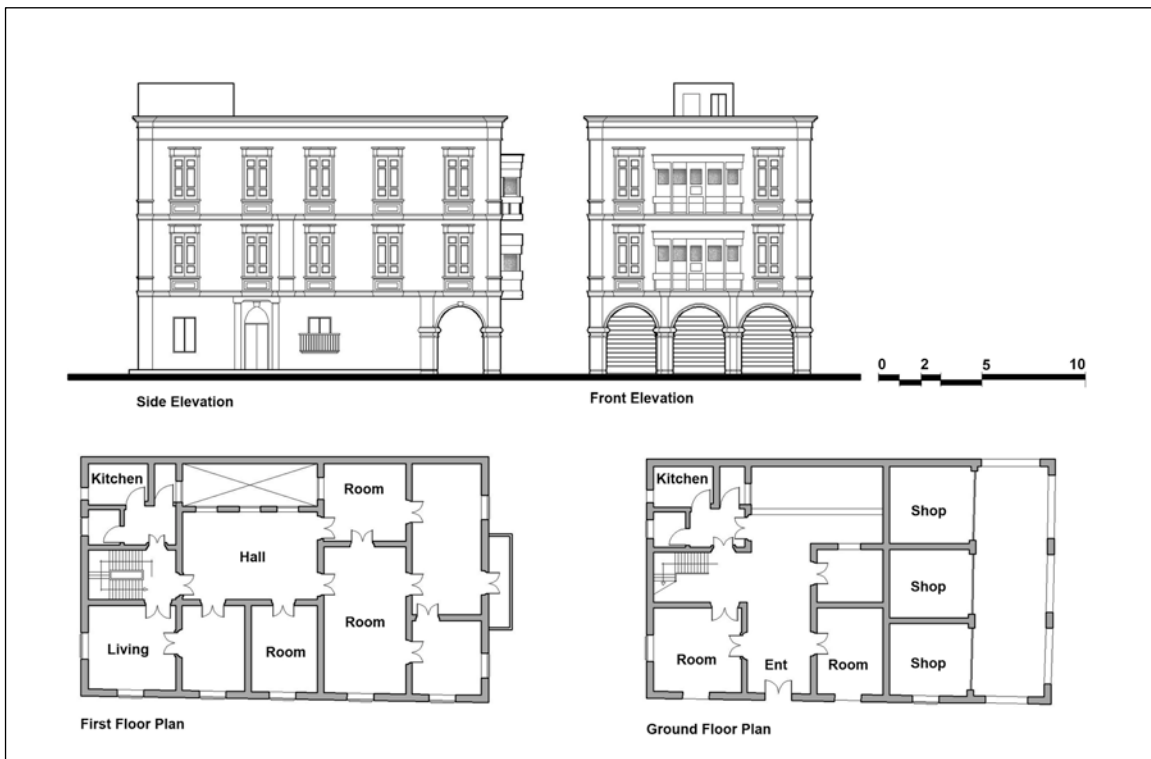 0 2 5 10
Side Elevation
Front Elevation
Kitchen
Room
Hall
Room
Living
Room
First Floor Plan
Kitchen
Shop
Shop
Room
Ent
Room
Shop
Ground Floor Plan